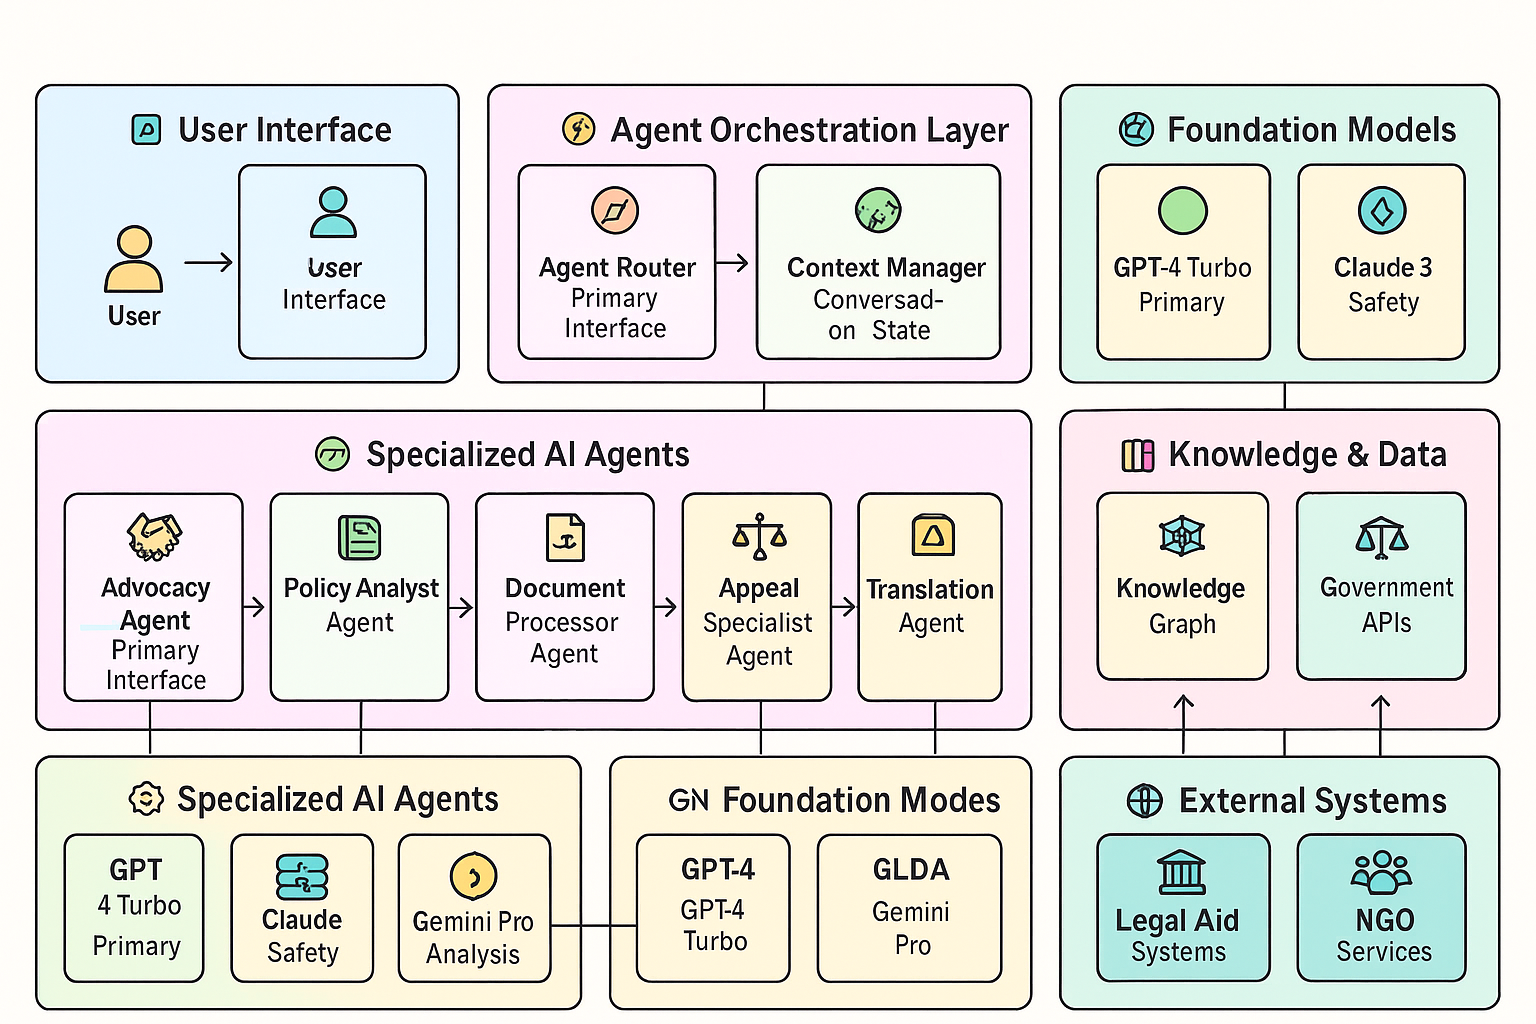 User Interface
User
User
Interface
Agent Orchestration Layer
Agent Router
Primary
Interface
Context Manager
Conversad-
on State
Foundation Models
GPT-4 Turbo
Primary
Claude 3
Safety
Specialized AI Agents
Advocacy
Agent
Primary
Interface
Policy Analyst
Agent
Document
Processor
Agent
Appeal
Specialist
Agent
Translation
Agent
Knowledge & Data
Knowledge
Graph
Government
APIs
Specialized AI Agents
GPT
4 Turbo
Primary
Claude
Safety
Gemini Pro
Analysis
GN Foundation Modes
GPT-4
GPT-4
Turbo
GLDA
Gemini
Pro
External Systems
Legal Aid
Systems
NGO
Services